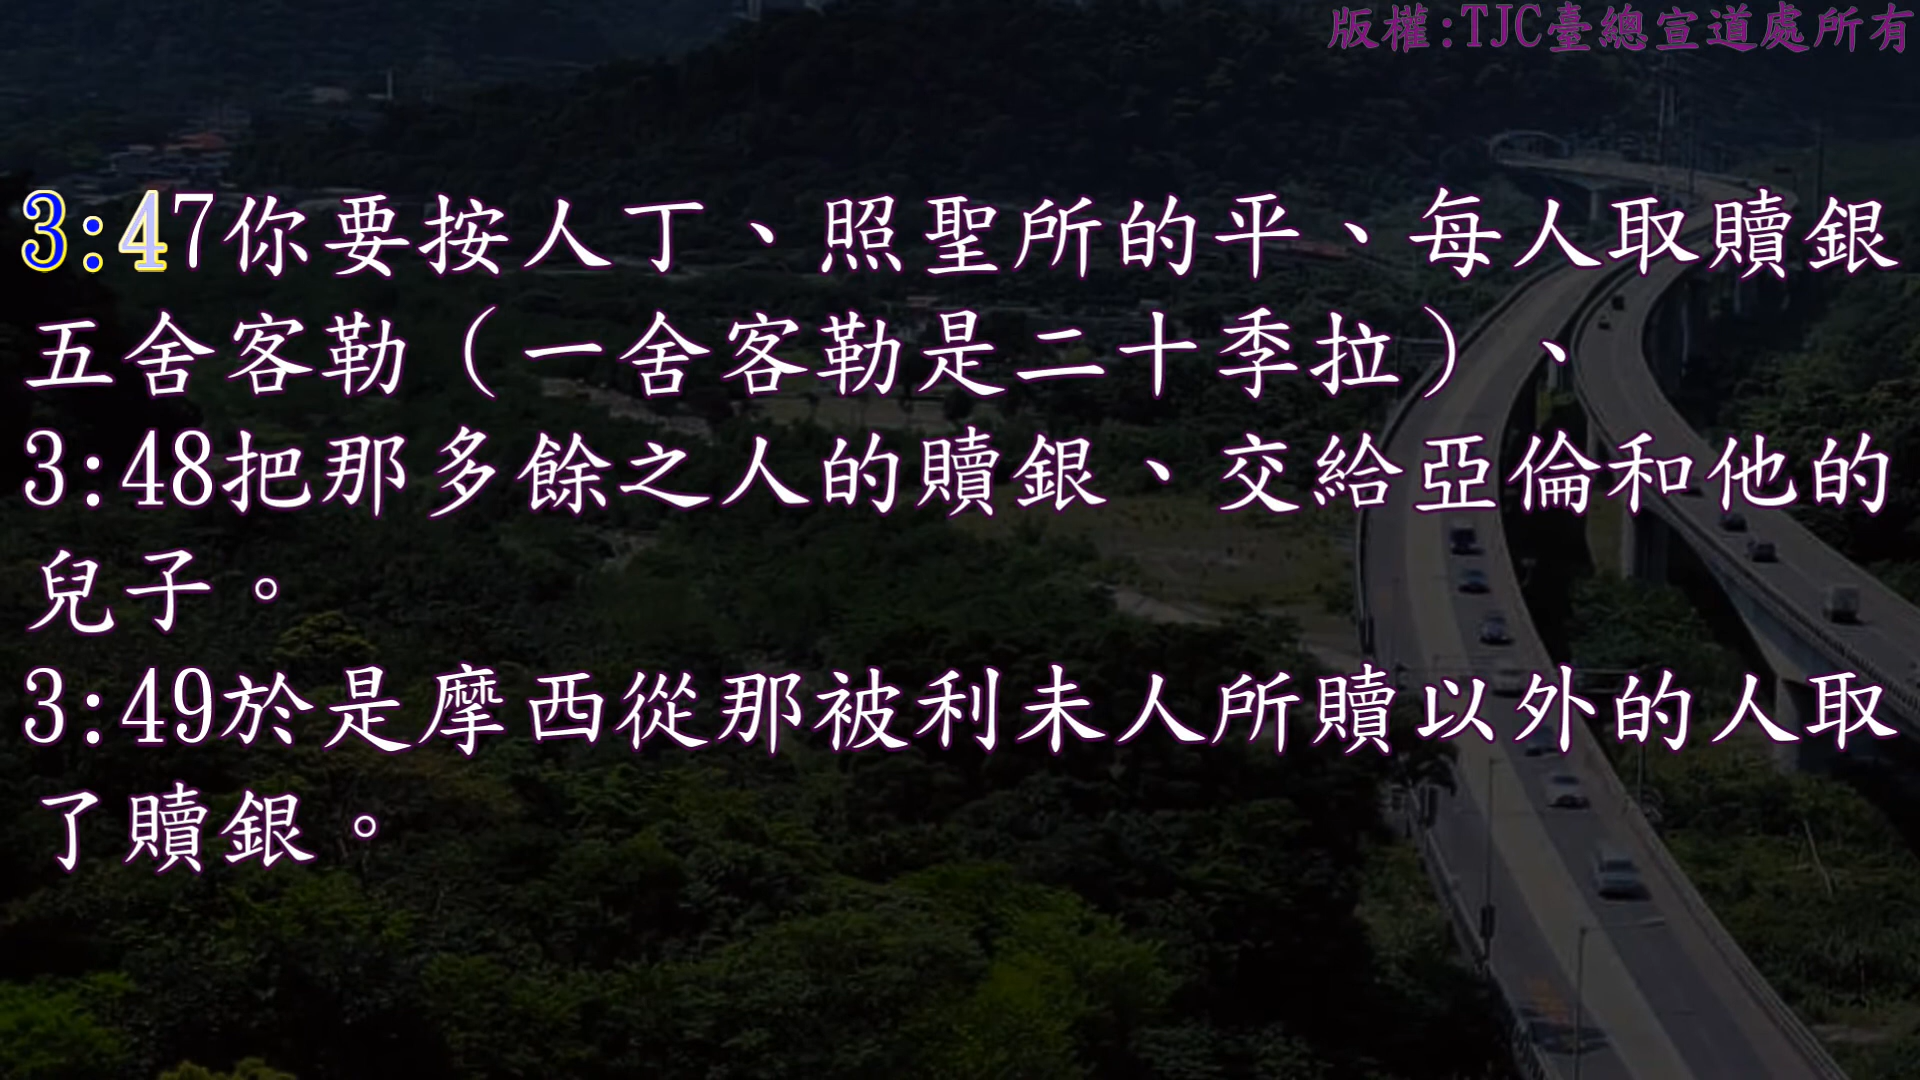 版權:TJC臺總宣道處所有
3:47你要按人丁、照聖所的平、每人取贖銀
五舍客勒（一舍客勒是二十季拉）、
3:48把那多餘之人的贖銀、交給亞倫和他的
兒子。
3:49於是摩西從那被利未人所贖以外的人取
了贖銀。